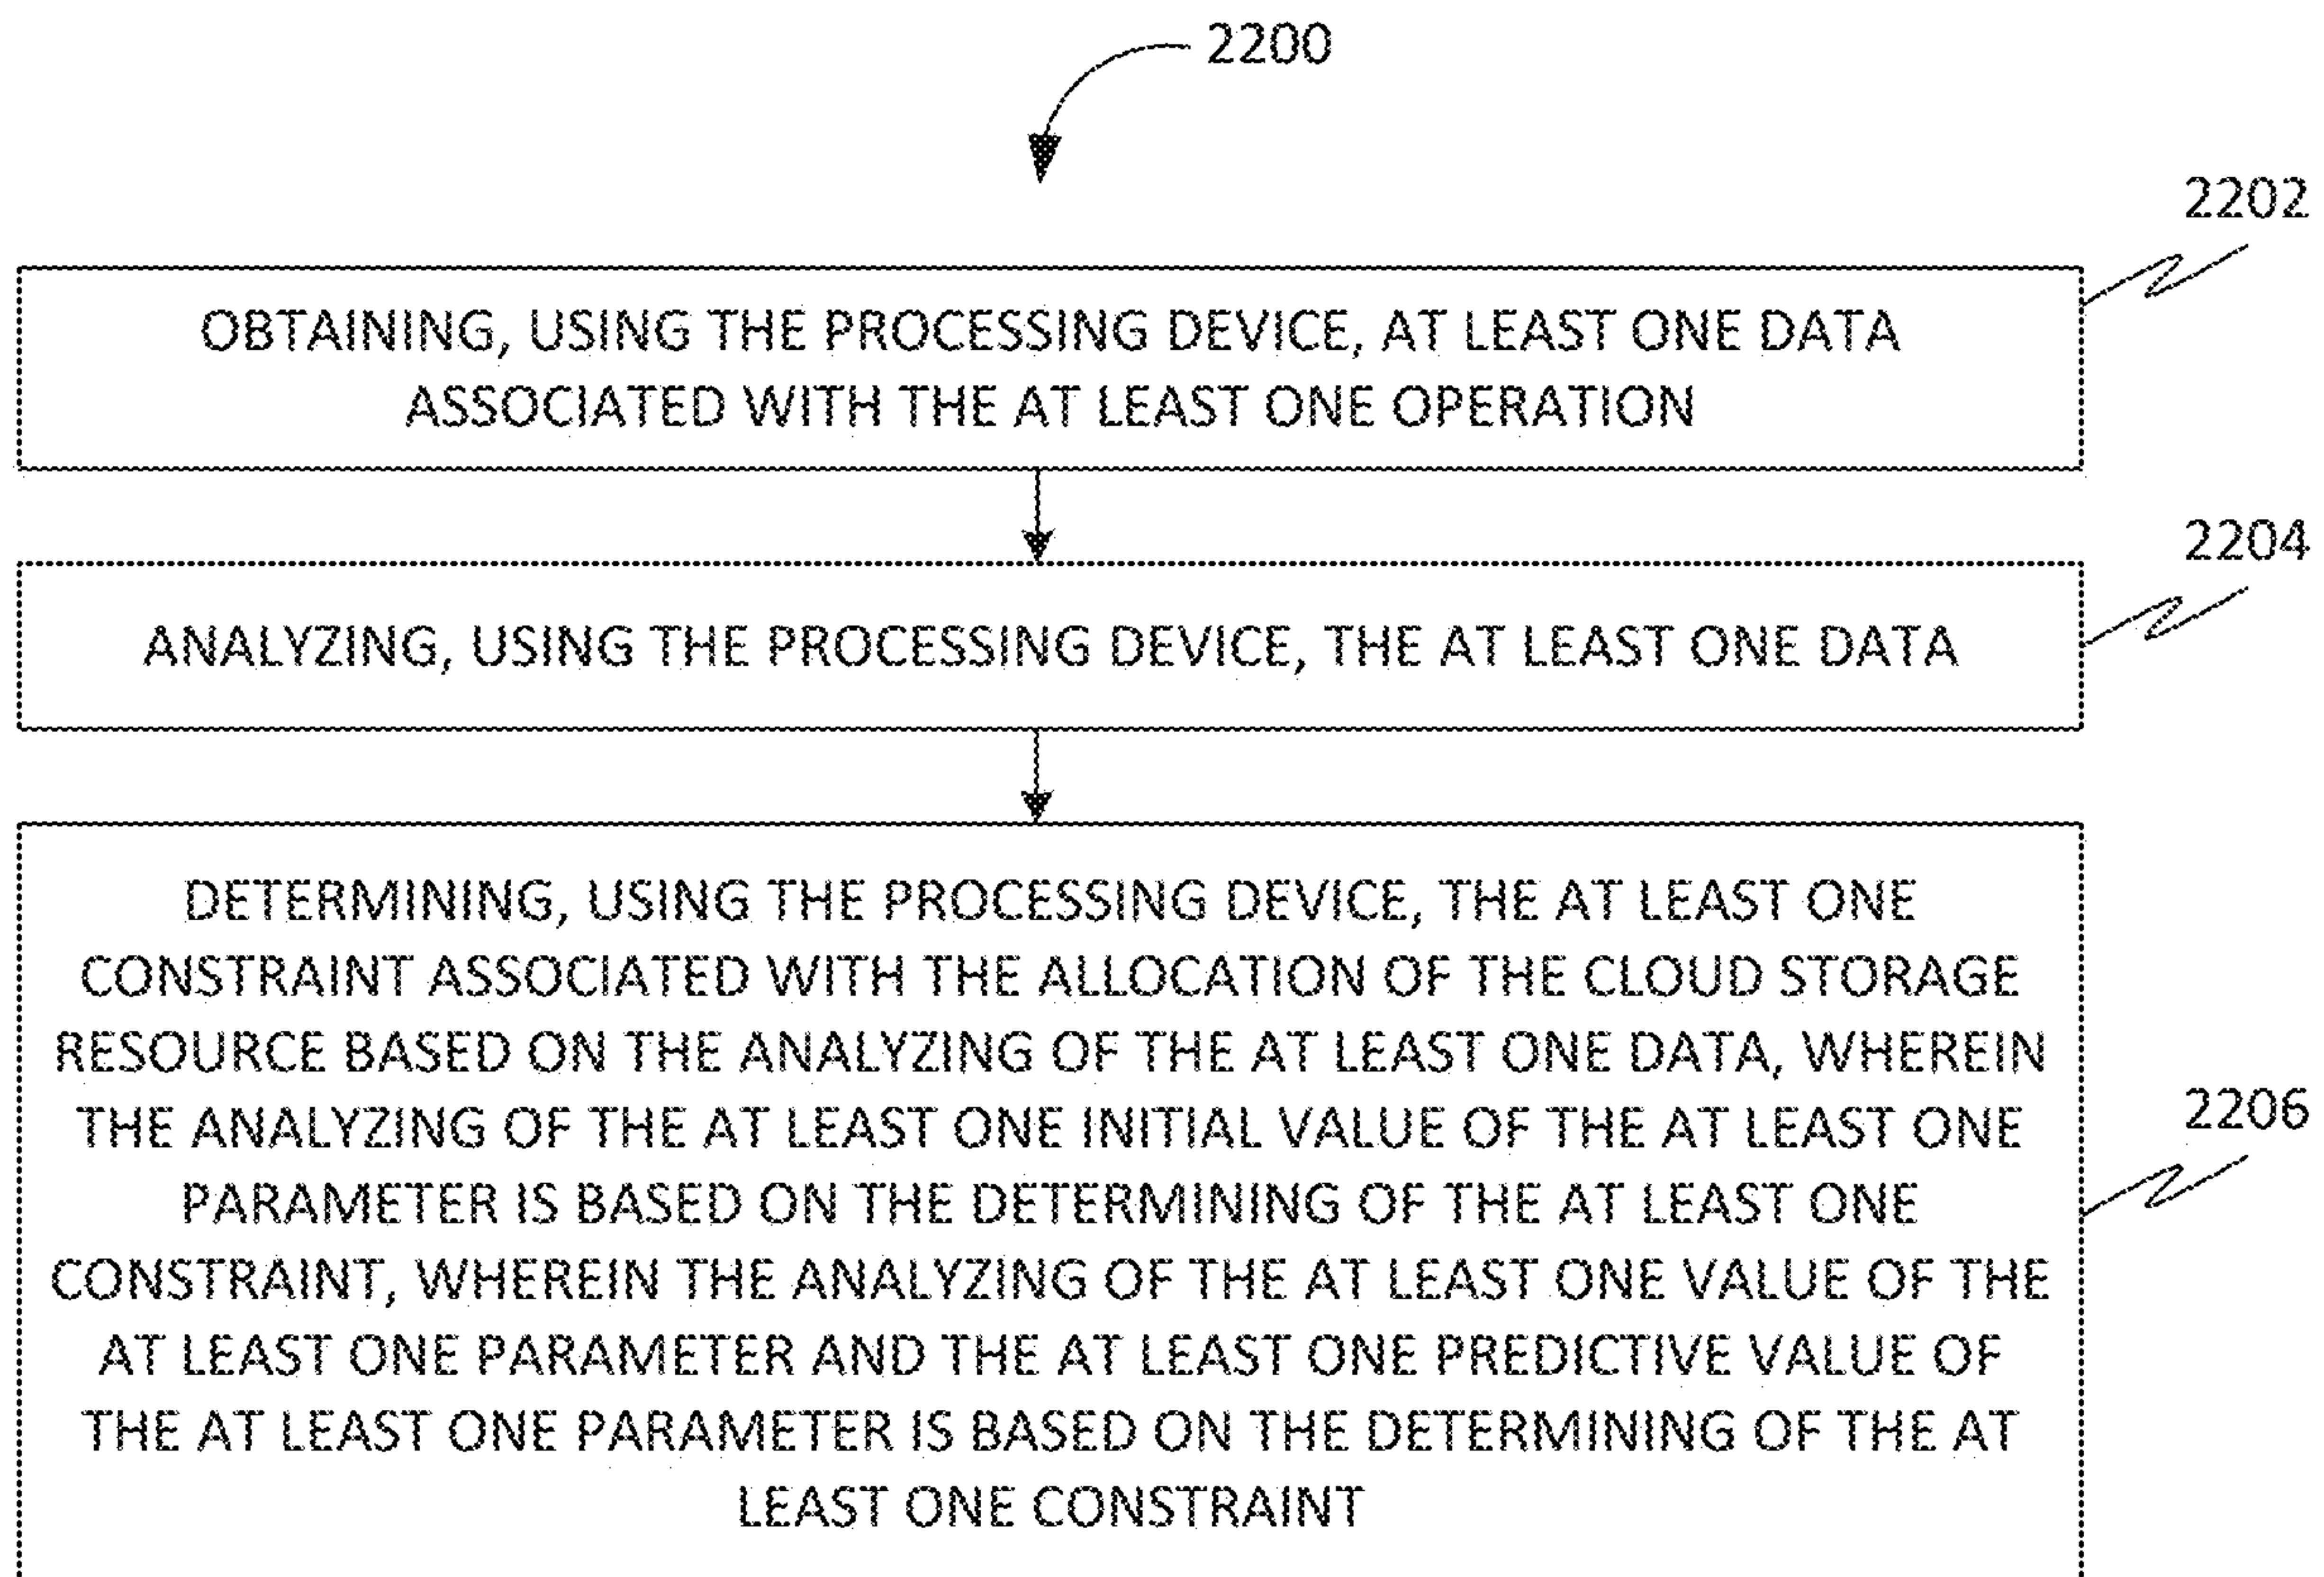 2200
2202
OBTAINING, USING THE PROCESSING DEVICE, AT LEAST ONE DATA
ASSOCIATED WITH THE AT LEAST ONE OPERATION
2204
ANALYZING, USING THE PROCESSING DEVICE, THE AT LEAST ONE DATA
DETERMINING, USING THE PROCESSING DEVICE, THE AT LEAST ONE
CONSTRAINT ASSOCIATED WITH THE ALLOCATION OF THE CLOUD STORAGE
RESOURCE BASED ON THE ANALYZING OF THE AT LEAST ONE DATA, WHEREIN
THE ANALYZING OF THE AT LEAST ONE INITIAL VALUE OF THE AT LEAST ONE
PARAMETER IS BASED ON THE DETERMINING OF THE AT LEAST ONE
CONSTRAINT, WHEREIN THE ANALYZING OF THE AT LEAST ONE VALUE OF THE
AT LEAST ONE PARAMETER AND THE AT LEAST ONE PREDICTIVE VALUE OF
THE AT LEAST ONE PARAMETER IS BASED ON THE DETERMINING OF THE AT
LEAST ONE CONSTRAINT
2206